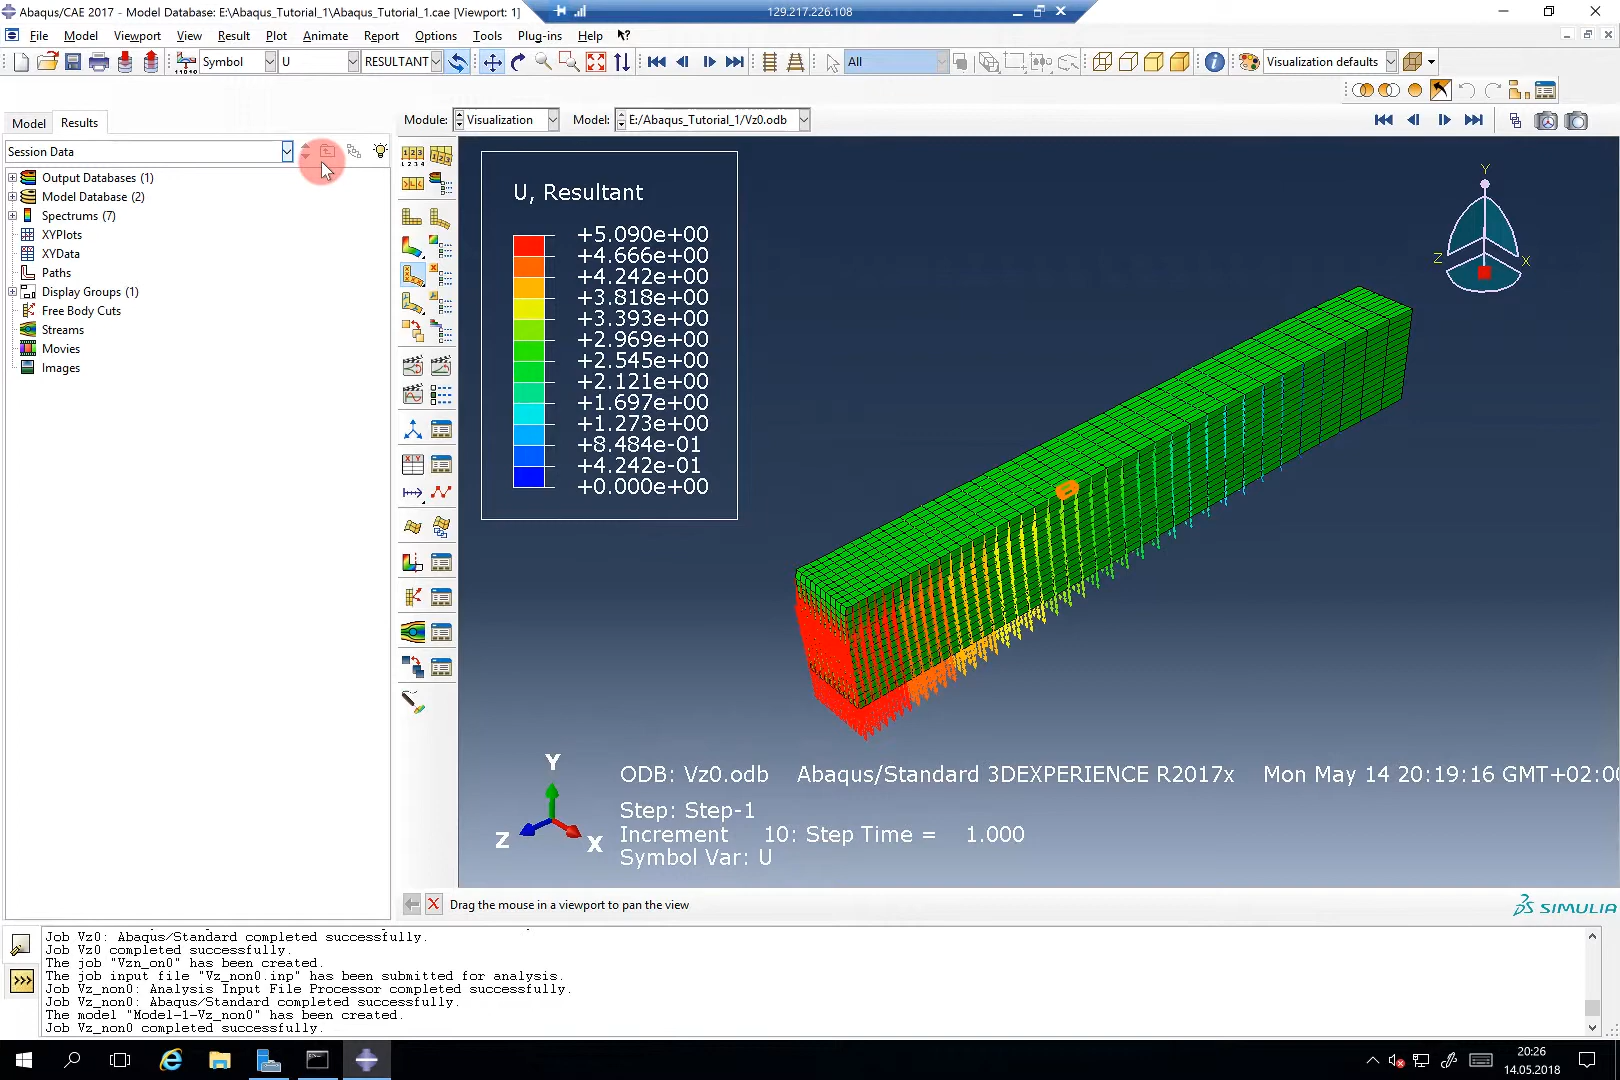 Abaqus/CAE 2017 - Model Database: E:\Abaqus_Tutorial_1\Abaqus_Tutorial_1.cae [Viewport: 1]
129.217.226.108
File Model Viewport View Result Plot Animate Report Options Plug-ins Tools Help
Symbol U RESULTANT All Visualization defaults
Model Results
Module: Visualization Model: E:/Abaqus_Tutorial_1/Vz0.odb
Session Data
Output Databases (1)
Model Database (2)
Spectrums (7)
XYPlots
XYData
Paths
Display Groups (1)
Free Body Cuts
Streams
Movies
Images
U, Resultant
+5.090e+00
+4.666e+00
+4.242e+00
+3.818e+00
+3.393e+00
+2.969e+00
+2.545e+00
+2.121e+00
+1.697e+00
+1.273e+00
+8.484e-01
+4.242e-01
+0.000e+00
Y
Z X
Y
Z X
ODB: Vz0.odb Abaqus/Standard 3DEXPERIENCE R2017x Mon May 14 20:19:16 GMT+02:00
Step: Step-1
Increment 10: Step Time = 1.000
Symbol Var: U
Drag the mouse in a viewport to pan the view
SIMULIA
Job Vz0: Abaqus/Standard completed successfully.
Job Vz0 completed successfully.
The job "Vzn_on0" has been created.
The job input file "Vz_non0.inp" has been submitted for analysis.
Job Vz_non0: Analysis Input File Processor completed successfully.
Job Vz_non0: Abaqus/Standard completed successfully.
The model "Model-1-Vz_non0" has been created.
Job Vz_non0 completed successfully.
20:26
14.05.2018